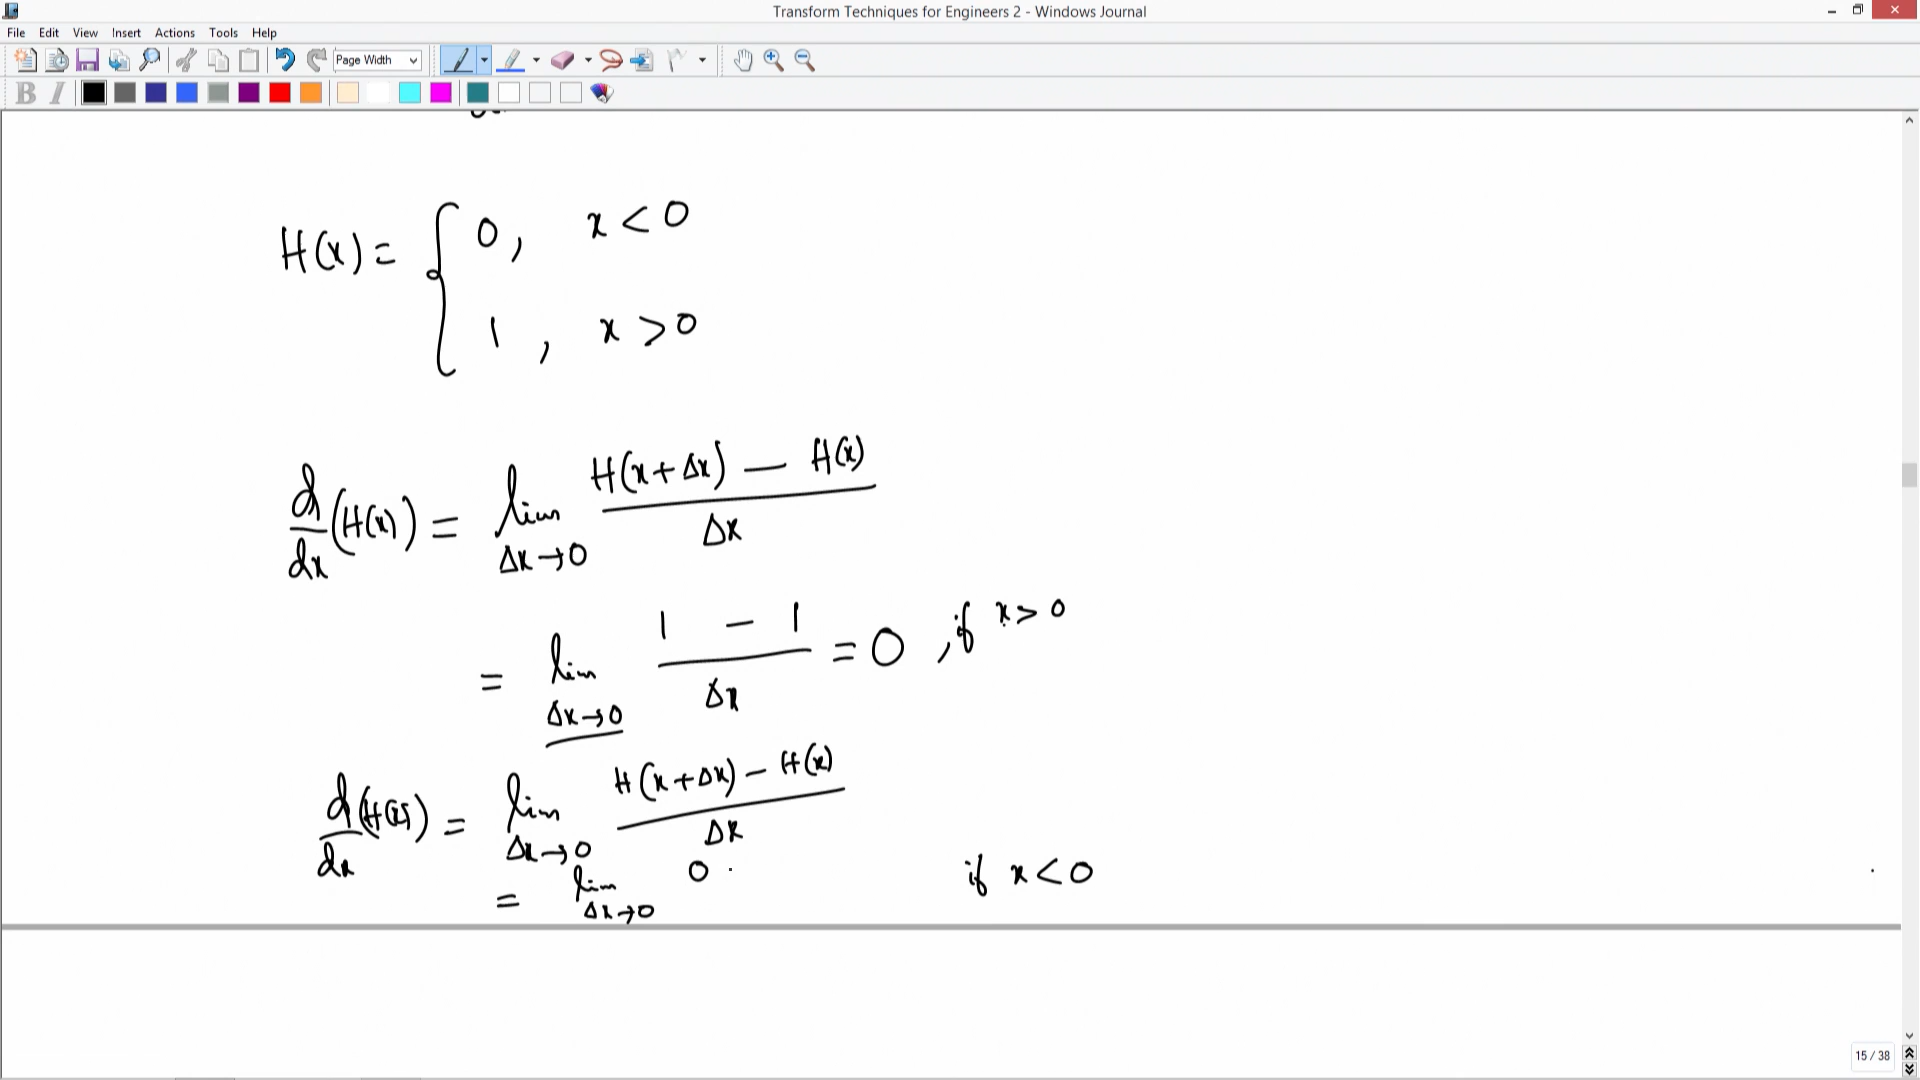 Transform Techniques for Engineers 2 - Windows Journal
File Edit View Insert Actions Tools Help
Page Width
B I
H(x) = { 0, x < 0
1, x > 0
d/dx (H(x)) = lim Δx→0 (H(x+Δx) − H(x)) / Δx
= lim Δx→0 (1 − 1) / Δx = 0, if x > 0
d/dx (H(x)) = lim Δx→0 (H(x+Δx) − H(x)) / Δx
= lim Δx→0 0 if x < 0
15 / 38